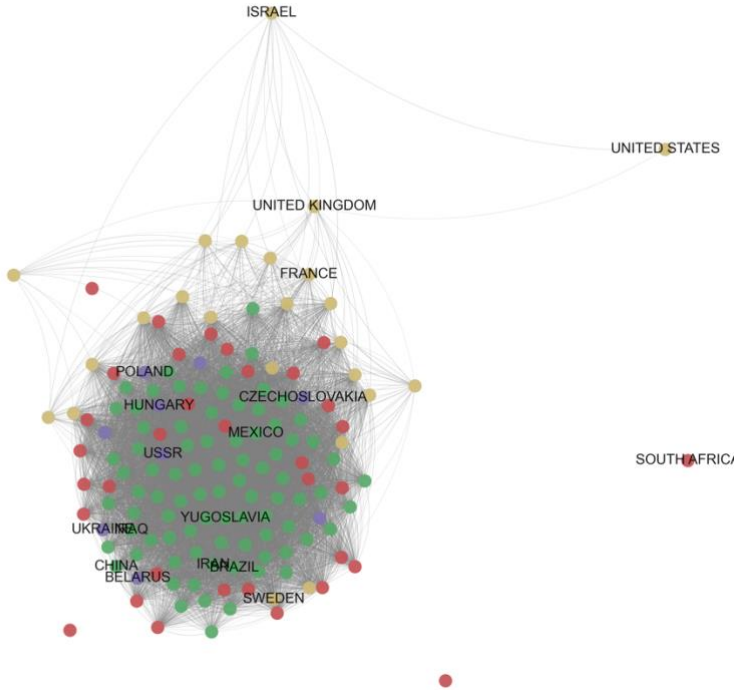 ISRAEL
UNITED STATES
UNITED KINGDOM
FRANCE
POLAND
CZECHOSLOVAKIA
HUNGARY
MEXICO
USSR
SOUTH AFRICA
YUGOSLAVIA
UKRAINE
IRAQ
CHINA
IRAN
BRAZIL
BELARUS
SWEDEN